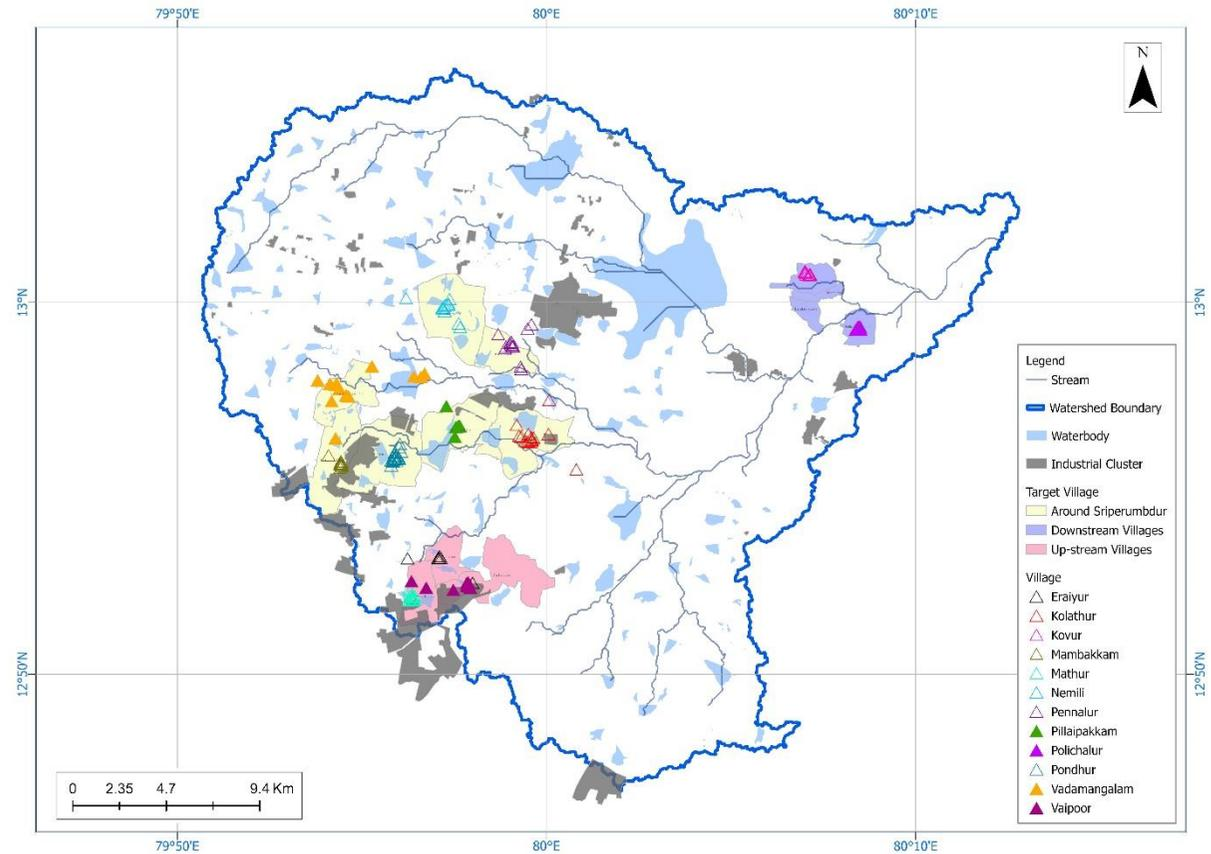 79°50'E 80°E 80°10'E
N
13°N 13°N
Legend
Stream
Watershed Boundary
Waterbody
Industrial Cluster
Target Village
Around Sriperumbdur
Downstream Villages
Up-stream Villages
Village
Eraiyur
Kolathur
Kovur
Mambakkam
Mathur
Nemili
Pennalur
Pillaipakkam
Polichalur
Pondhur
Vadamangalam
Vaipoor
12°50'N 12°50'N
0 2.35 4.7 9.4 Km
79°50'E 80°E 80°10'E